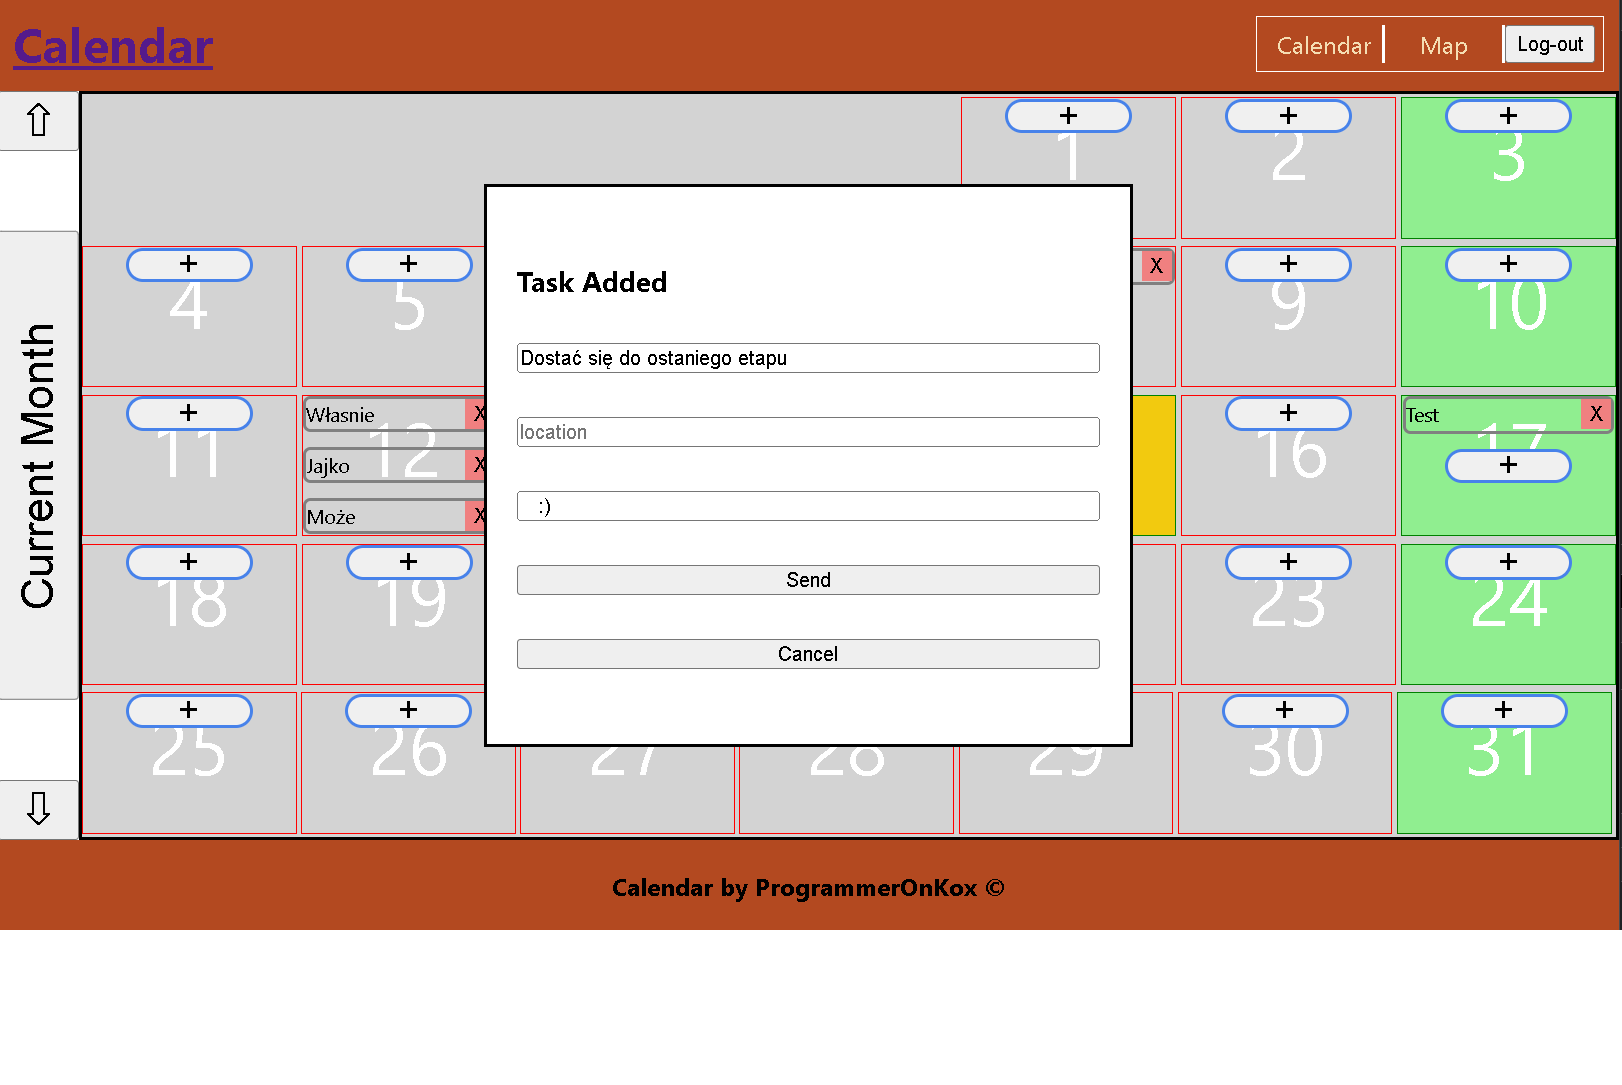 Calendar
Calendar Map Log-out
⇧
Current Month
⇩
+ + +
1 2 3
+ + X + +
4 5 9 10
+ Własnie X + Test X
11 12 16 17
Jajko X +
Może X
+ + + +
18 19 23 24
+ + + +
25 26 27 28 29 30 31
Task Added
Dostać się do ostaniego etapu
location
:)
Send
Cancel
Calendar by ProgrammerOnKox ©